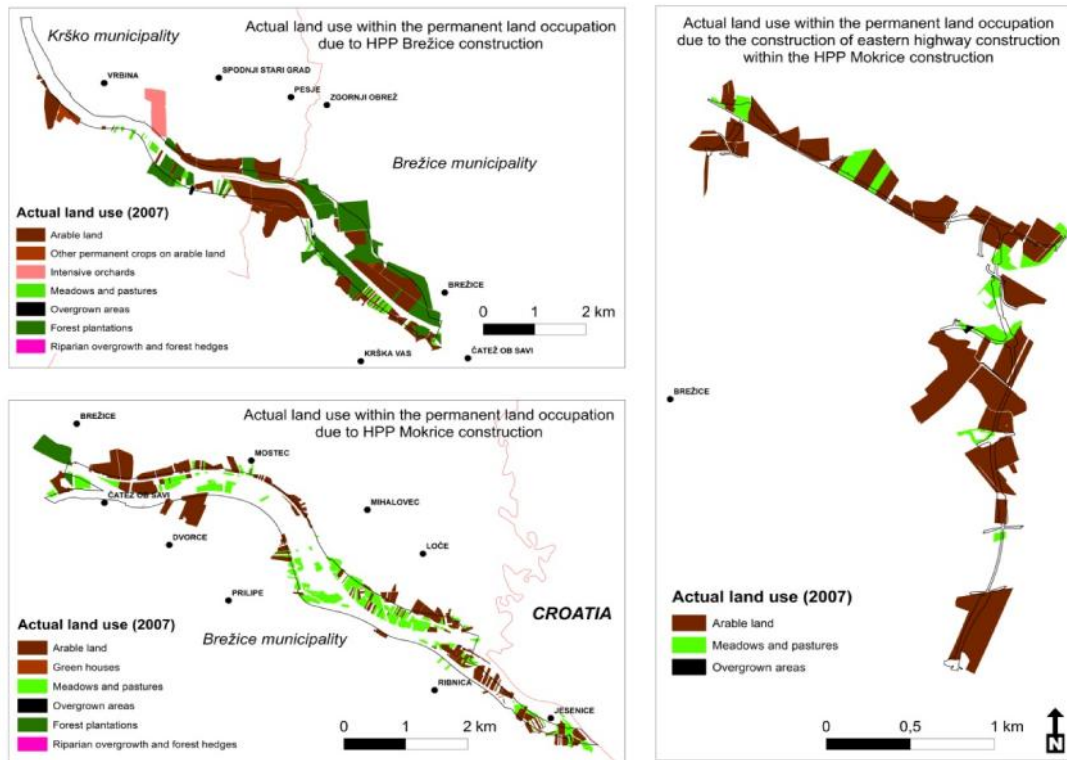 Actual land use within the permanent land occupation
due to HPP Brežice construction
Krško municipality
VRBINA
SPODNJI STARI GRAD
PESJE
ZGORNJI OBREŽ
Brežice municipality
Actual land use (2007)
Arable land
Other permanent crops on arable land
Intensive orchards
Meadows and pastures
Overgrown areas
Forest plantations
Riparian overgrowth and forest hedges
BREŽICE
0 1 2 km
KRŠKA VAS
ČATEŽ OB SAVI
Actual land use within the permanent land occupation
due to HPP Mokrice construction
BREŽICE
MOSTEC
ČATEŽ OB SAVI
MIHALOVEC
DVORCE
LOČE
PRILIPE
CROATIA
Brežice municipality
Actual land use (2007)
Arable land
Green houses
Meadows and pastures
Overgrown areas
Forest plantations
Riparian overgrowth and forest hedges
RIBNICA
JESENICE
0 1 2 km
Actual land use within the permanent land occupation
due to the construction of eastern highway construction
within the HPP Mokrice construction
BREŽICE
Actual land use (2007)
Arable land
Meadows and pastures
Overgrown areas
0 0,5 1 km
N